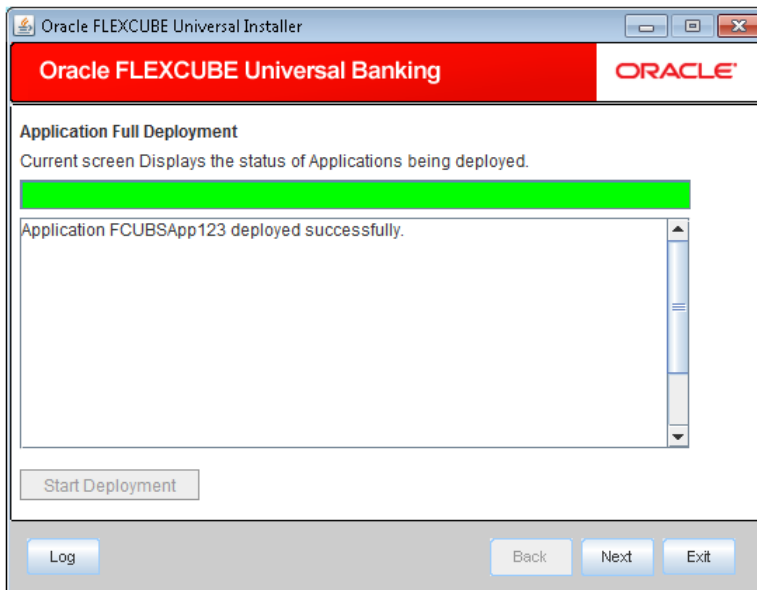 Oracle FLEXCUBE Universal Installer
Oracle FLEXCUBE Universal Banking
ORACLE®
Application Full Deployment
Current screen Displays the status of Applications being deployed.
Application FCUBSApp123 deployed successfully.
Start Deployment
Log
Back
Next
Exit